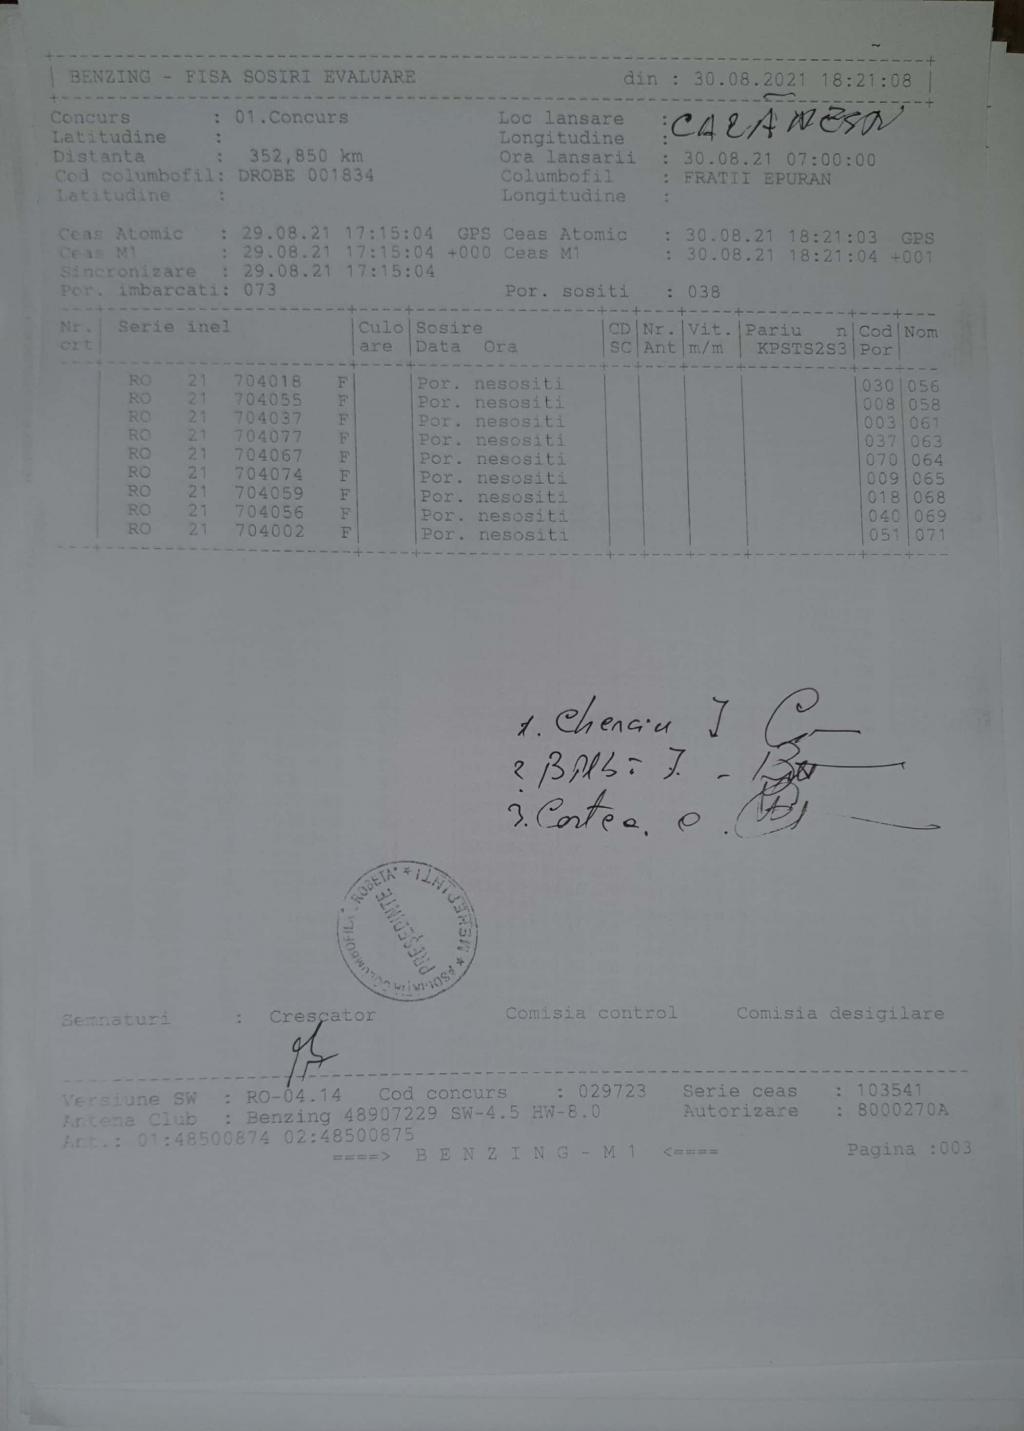 BENZING - FISA SOSIRI EVALUARE din : 30.08.2021 18:21:08
Concurs : 01.Concurs Loc lansare :
Latitudine : Longitudine :
Distanta : 352,850 km Ora lansarii : 30.08.21 07:00:00
Cod columbofil: DROBE 001834 Columbofil : FRATII EPURAN
Latitudine : Longitudine :
Ceas Atomic : 29.08.21 17:15:04 GPS Ceas Atomic : 30.08.21 18:21:03 GPS
Ceas M1 : 29.08.21 17:15:04 +000 Ceas M1 : 30.08.21 18:21:04 +001
Sincronizare : 29.08.21 17:15:04
Por. imbarcati: 073 Por. sositi : 038
Nr. Serie inel Culo Sosire CD Nr. Vit. Pariu n Cod Nom
crt are Data Ora SC Ant m/m KPSTS2S3 Por
RO 21 704018 F Por. nesositi 030 056
RO 21 704055 F Por. nesositi 008 058
RO 21 704037 F Por. nesositi 003 061
RO 21 704077 F Por. nesositi 037 063
RO 21 704067 F Por. nesositi 070 064
RO 21 704074 F Por. nesositi 009 065
RO 21 704059 F Por. nesositi 018 068
RO 21 704056 F Por. nesositi 040 069
RO 21 704002 F Por. nesositi 051 071
1. Chenciu J
2. J.
3. Cortea. C.
PREȘEDINTE
Semnaturi : Crescator Comisia control Comisia desigilare
Versiune SW : RO-04.14 Cod concurs : 029723 Serie ceas : 103541
Antena Club : Benzing 48907229 SW-4.5 HW-8.0 Autorizare : 8000270A
Ant.: 01:48500874 02:48500875
====> B E N Z I N G - M 1 <==== Pagina :003